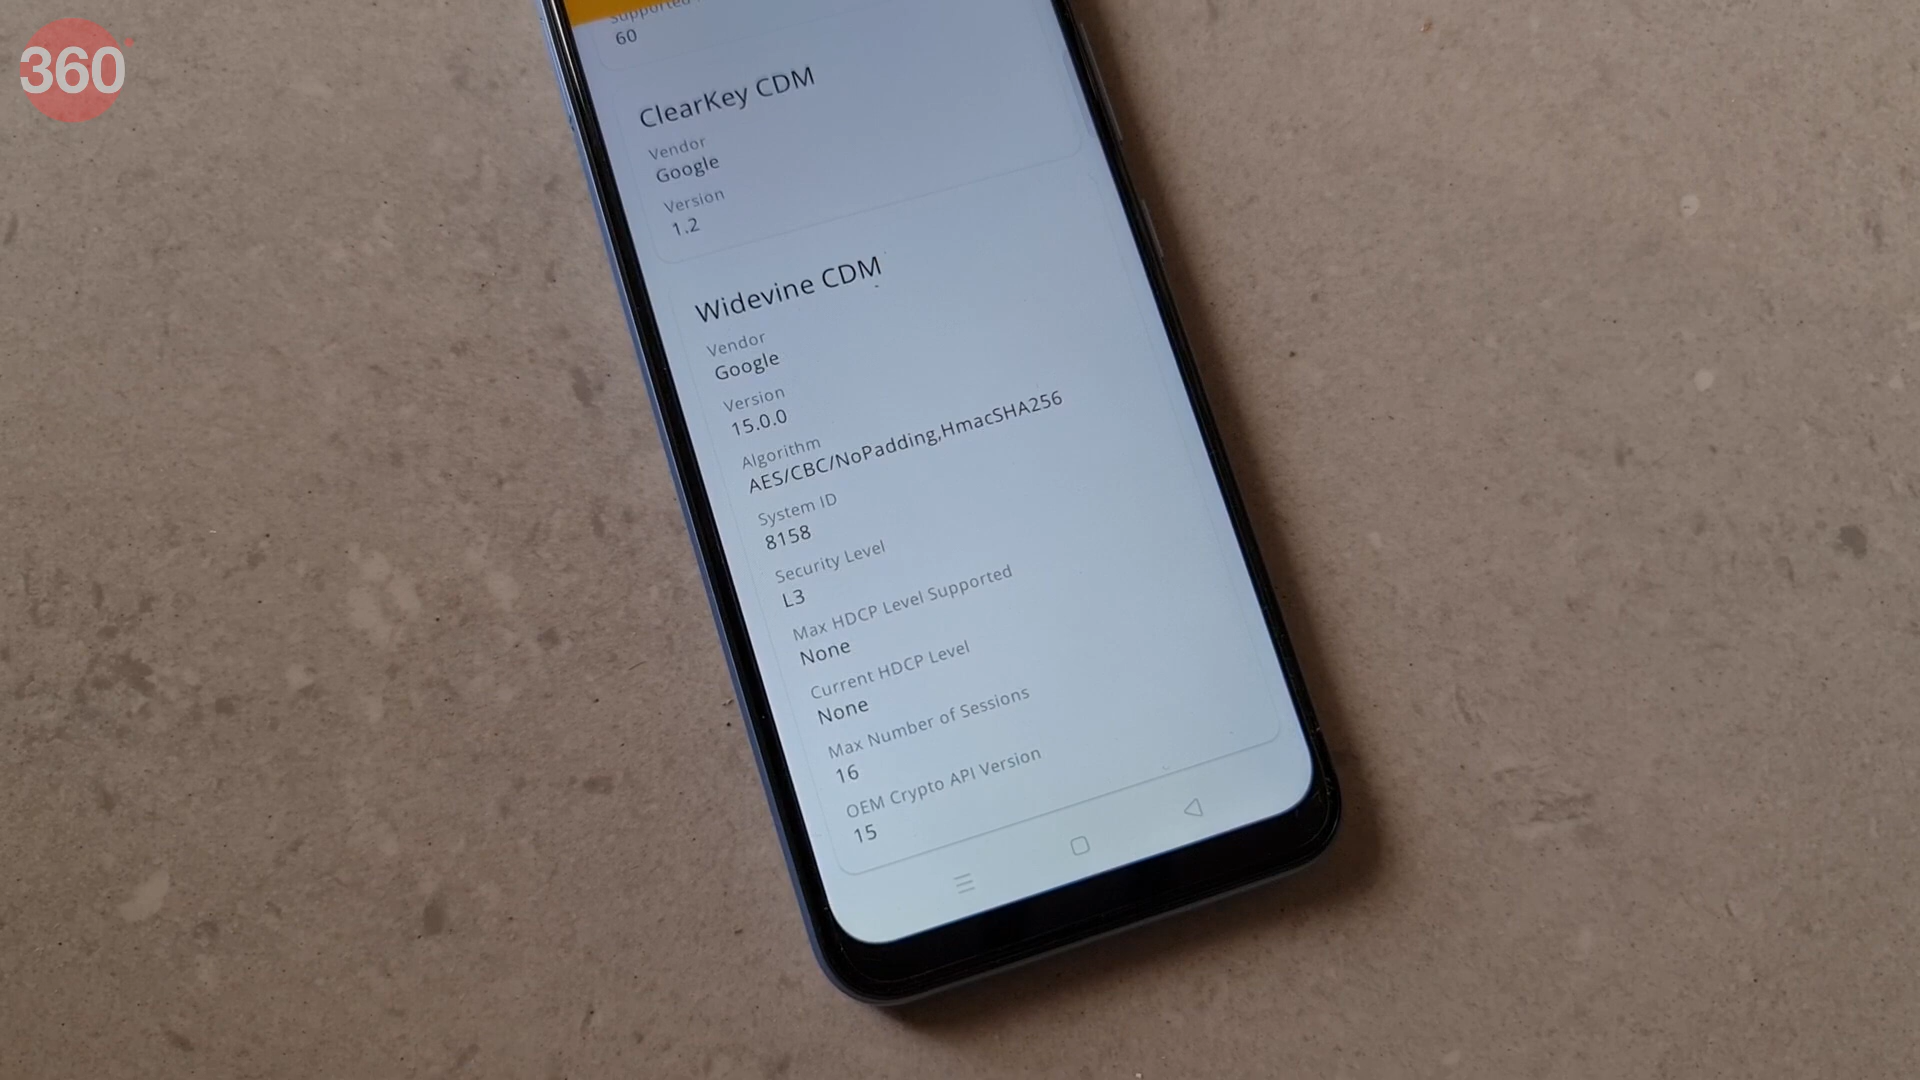 360
Supported
60
ClearKey CDM
Vendor
Google
Version
1.2
Widevine CDM
Vendor
Google
Version
15.0.0
Algorithm
AES/CBC/NoPadding,HmacSHA256
System ID
8158
Security Level
L3
Max HDCP Level Supported
None
Current HDCP Level
None
Max Number of Sessions
16
OEM Crypto API Version
15